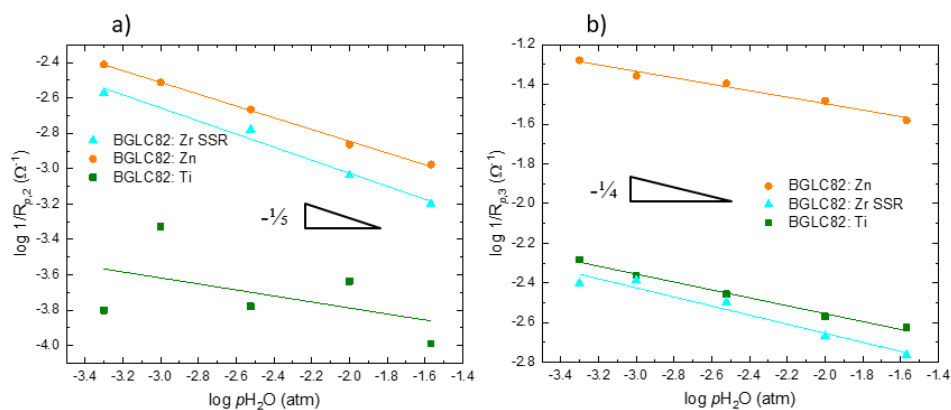 a)
log 1/Rₚ,₂ (Ω⁻¹)
-2.4
-2.6
-2.8
-3.0
-3.2
-3.4
-3.6
-3.8
-4.0
BGLC82: Zr SSR
BGLC82: Zn
BGLC82: Ti
-⅕
-3.4 -3.2 -3.0 -2.8 -2.6 -2.4 -2.2 -2.0 -1.8 -1.6 -1.4
log pH₂O (atm)
b)
log 1/Rₚ,₃ (Ω⁻¹)
-1.2
-1.4
-1.6
-1.8
-2.0
-2.2
-2.4
-2.6
-2.8
-¼
BGLC82: Zn
BGLC82: Zr SSR
BGLC82: Ti
-3.4 -3.2 -3.0 -2.8 -2.6 -2.4 -2.2 -2.0 -1.8 -1.6 -1.4
log pH₂O (atm)